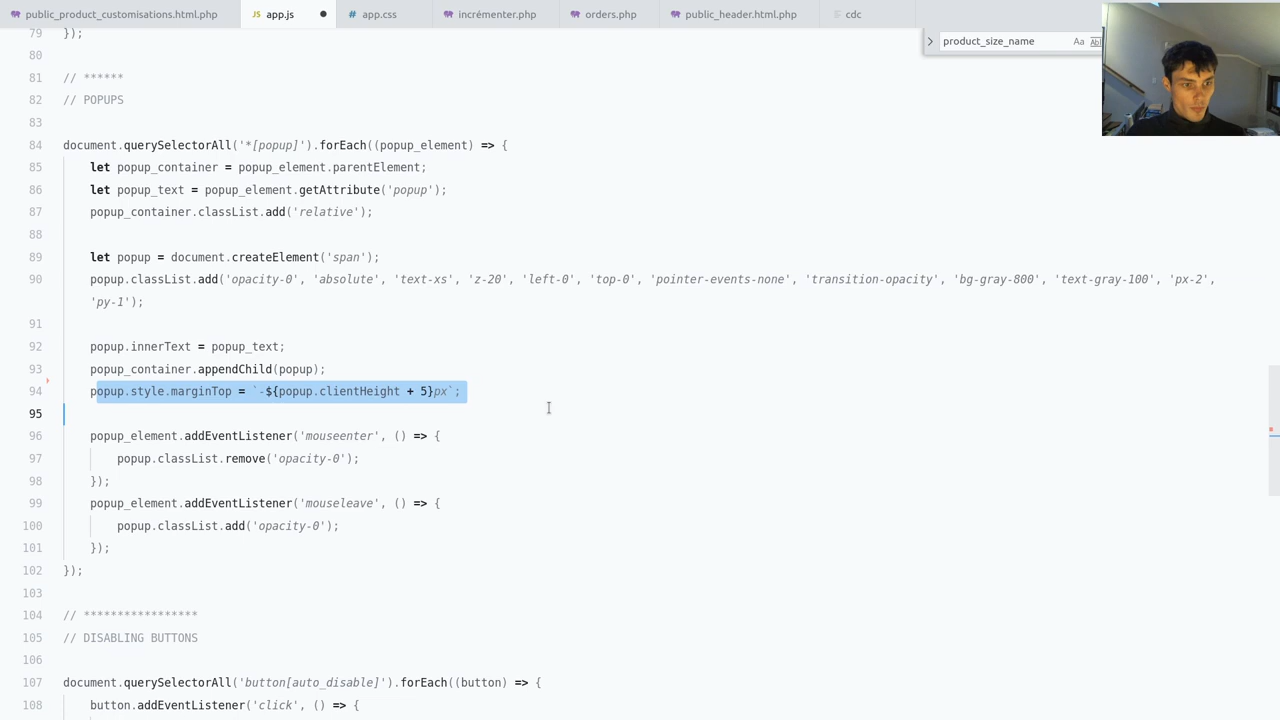 public_product_customisations.html.php
JS app.js
# app.css
incrémenter.php
orders.php
public_header.html.php
cdc
product_size_name
Aa
79 });
80
81 // ******
82 // POPUPS
83
84 document.querySelectorAll('*[popup]').forEach((popup_element) => {
85 let popup_container = popup_element.parentElement;
86 let popup_text = popup_element.getAttribute('popup');
87 popup_container.classList.add('relative');
88
89 let popup = document.createElement('span');
90 popup.classList.add('opacity-0', 'absolute', 'text-xs', 'z-20', 'left-0', 'top-0', 'pointer-events-none', 'transition-opacity', 'bg-gray-800', 'text-gray-100', 'px-2',
'py-1');
91
92 popup.innerText = popup_text;
93 popup_container.appendChild(popup);
94 popup.style.marginTop = `-${popup.clientHeight + 5}px`;
95
96 popup_element.addEventListener('mouseenter', () => {
97 popup.classList.remove('opacity-0');
98 });
99 popup_element.addEventListener('mouseleave', () => {
100 popup.classList.add('opacity-0');
101 });
102 });
103
104 // *****************
105 // DISABLING BUTTONS
106
107 document.querySelectorAll('button[auto_disable]').forEach((button) => {
108 button.addEventListener('click', () => {